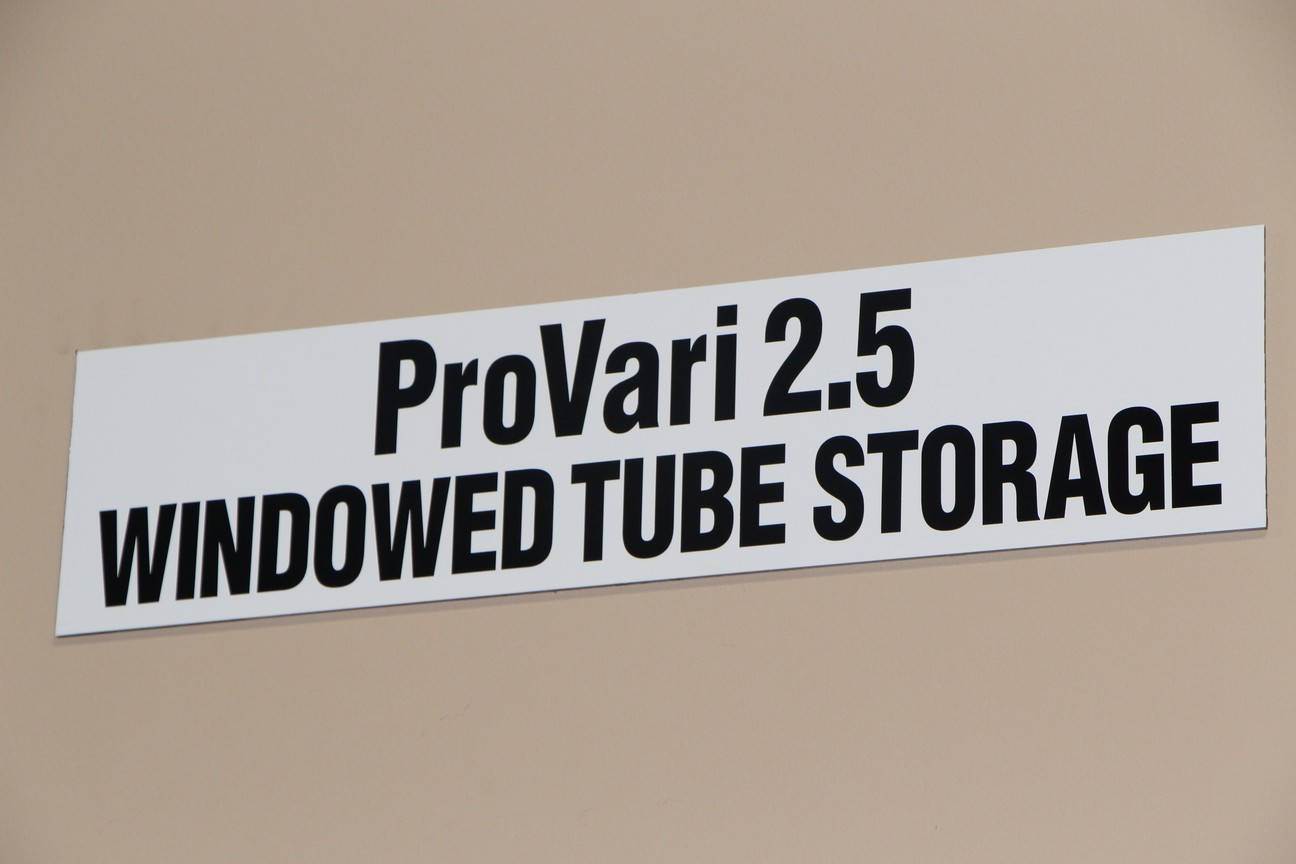 ProVari 2.5
WINDOWED TUBE STORAGE